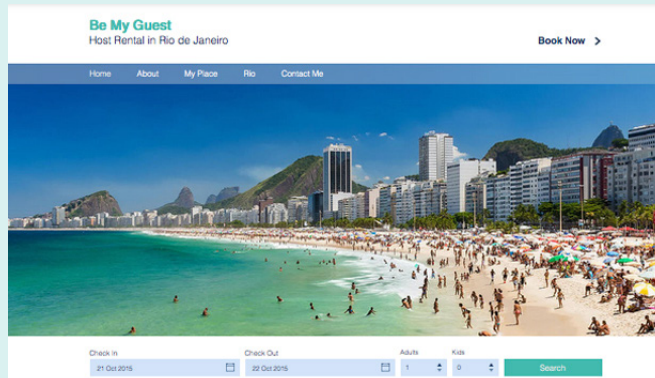 Be My Guest
Host Rental in Rio de Janeiro
Book Now >
Home About My Place Rio Contact Me
Check In Check Out Adults Kids
21 Oct 2015 22 Oct 2015 1 0 Search